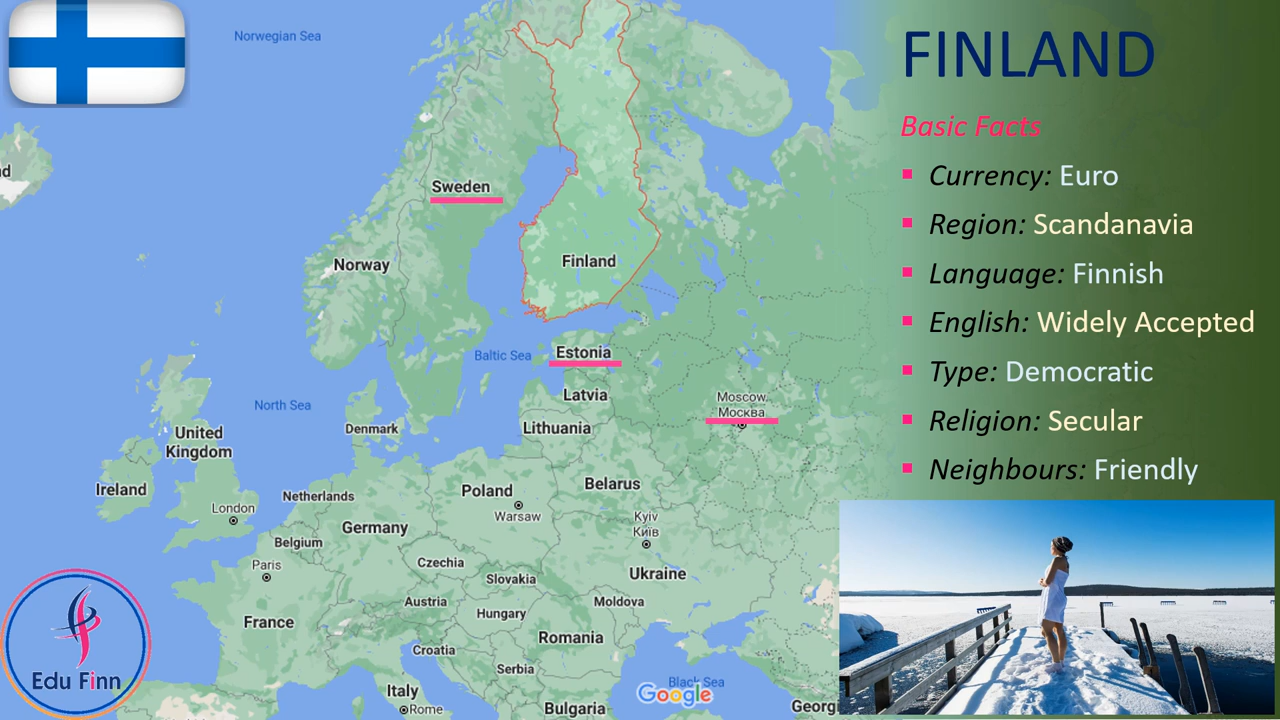 Norwegian Sea
d
Sweden
Norway
Finland
Baltic Sea
Estonia
North Sea
Latvia
Moscow
Москва
Denmark
Lithuania
United
Kingdom
Ireland
Netherlands
Poland
Belarus
London
Warsaw
Germany
Kyiv
Київ
Belgium
Paris
Czechia
Ukraine
Slovakia
Austria
Hungary
Moldova
France
Romania
Croatia
Serbia
Italy
Rome
Black Sea
Google
Bulgaria
Georgi
Edu Finn
FINLAND
Basic Facts
▪ Currency: Euro
▪ Region: Scandanavia
▪ Language: Finnish
▪ English: Widely Accepted
▪ Type: Democratic
▪ Religion: Secular
▪ Neighbours: Friendly